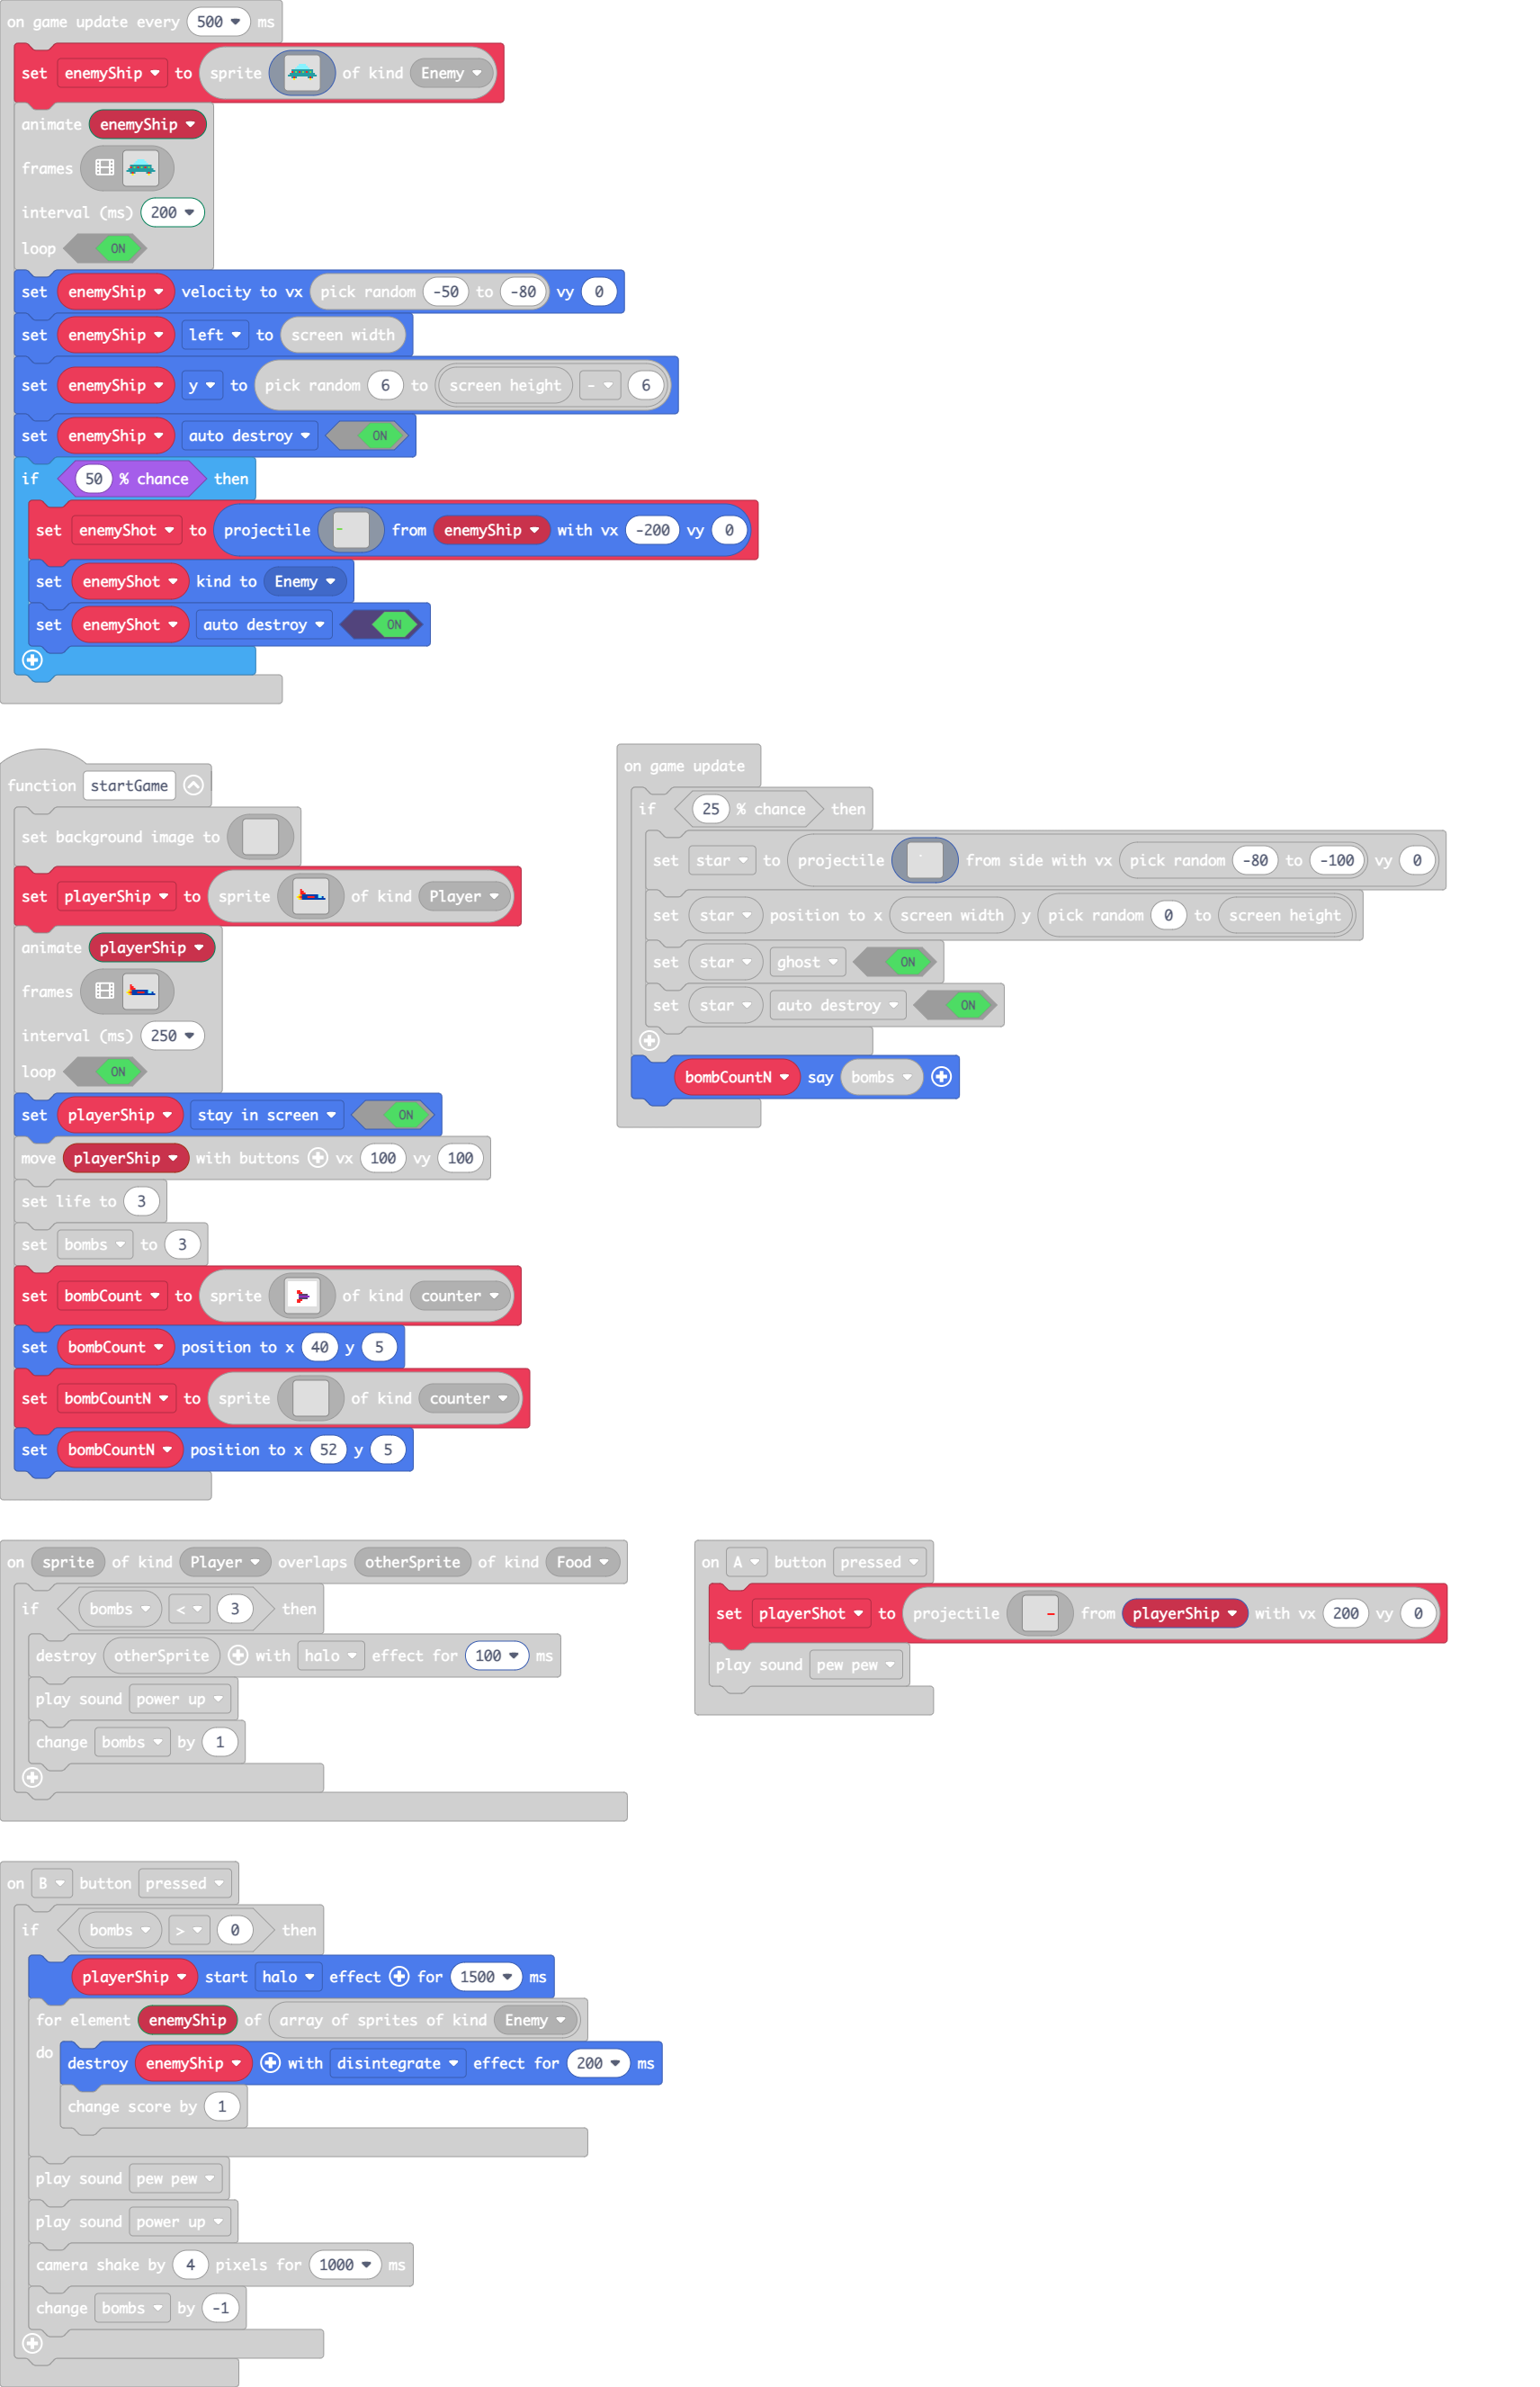 on game update every 500 ms
set enemyShip to sprite of kind Enemy
animate enemyShip
frames
interval (ms) 200
loop ON
set enemyShip velocity to vx pick random -50 to -80 vy 0
set enemyShip left to screen width
set enemyShip y to pick random 6 to screen height - 6
set enemyShip auto destroy ON
if 50 % chance then
set enemyShot to projectile from enemyShip with vx -200 vy 0
set enemyShot kind to Enemy
set enemyShot auto destroy ON
function startGame
set background image to
set playerShip to sprite of kind Player
animate playerShip
frames
interval (ms) 250
loop ON
set playerShip stay in screen ON
move playerShip with buttons vx 100 vy 100
set life to 3
set bombs to 3
set bombCount to sprite of kind counter
set bombCount position to x 40 y 5
set bombCountN to sprite of kind counter
set bombCountN position to x 52 y 5
on game update
if 25 % chance then
set star to projectile from side with vx pick random -80 to -100 vy 0
set star position to x screen width y pick random 0 to screen height
set star ghost ON
set star auto destroy ON
bombCountN say bombs
on sprite of kind Player overlaps otherSprite of kind Food
if bombs < 3 then
destroy otherSprite with halo effect for 100 ms
play sound power up
change bombs by 1
on A button pressed
set playerShot to projectile from playerShip with vx 200 vy 0
play sound pew pew
on B button pressed
if bombs > 0 then
playerShip start halo effect for 1500 ms
for element enemyShip of array of sprites of kind Enemy
do destroy enemyShip with disintegrate effect for 200 ms
change score by 1
play sound pew pew
play sound power up
camera shake by 4 pixels for 1000 ms
change bombs by -1